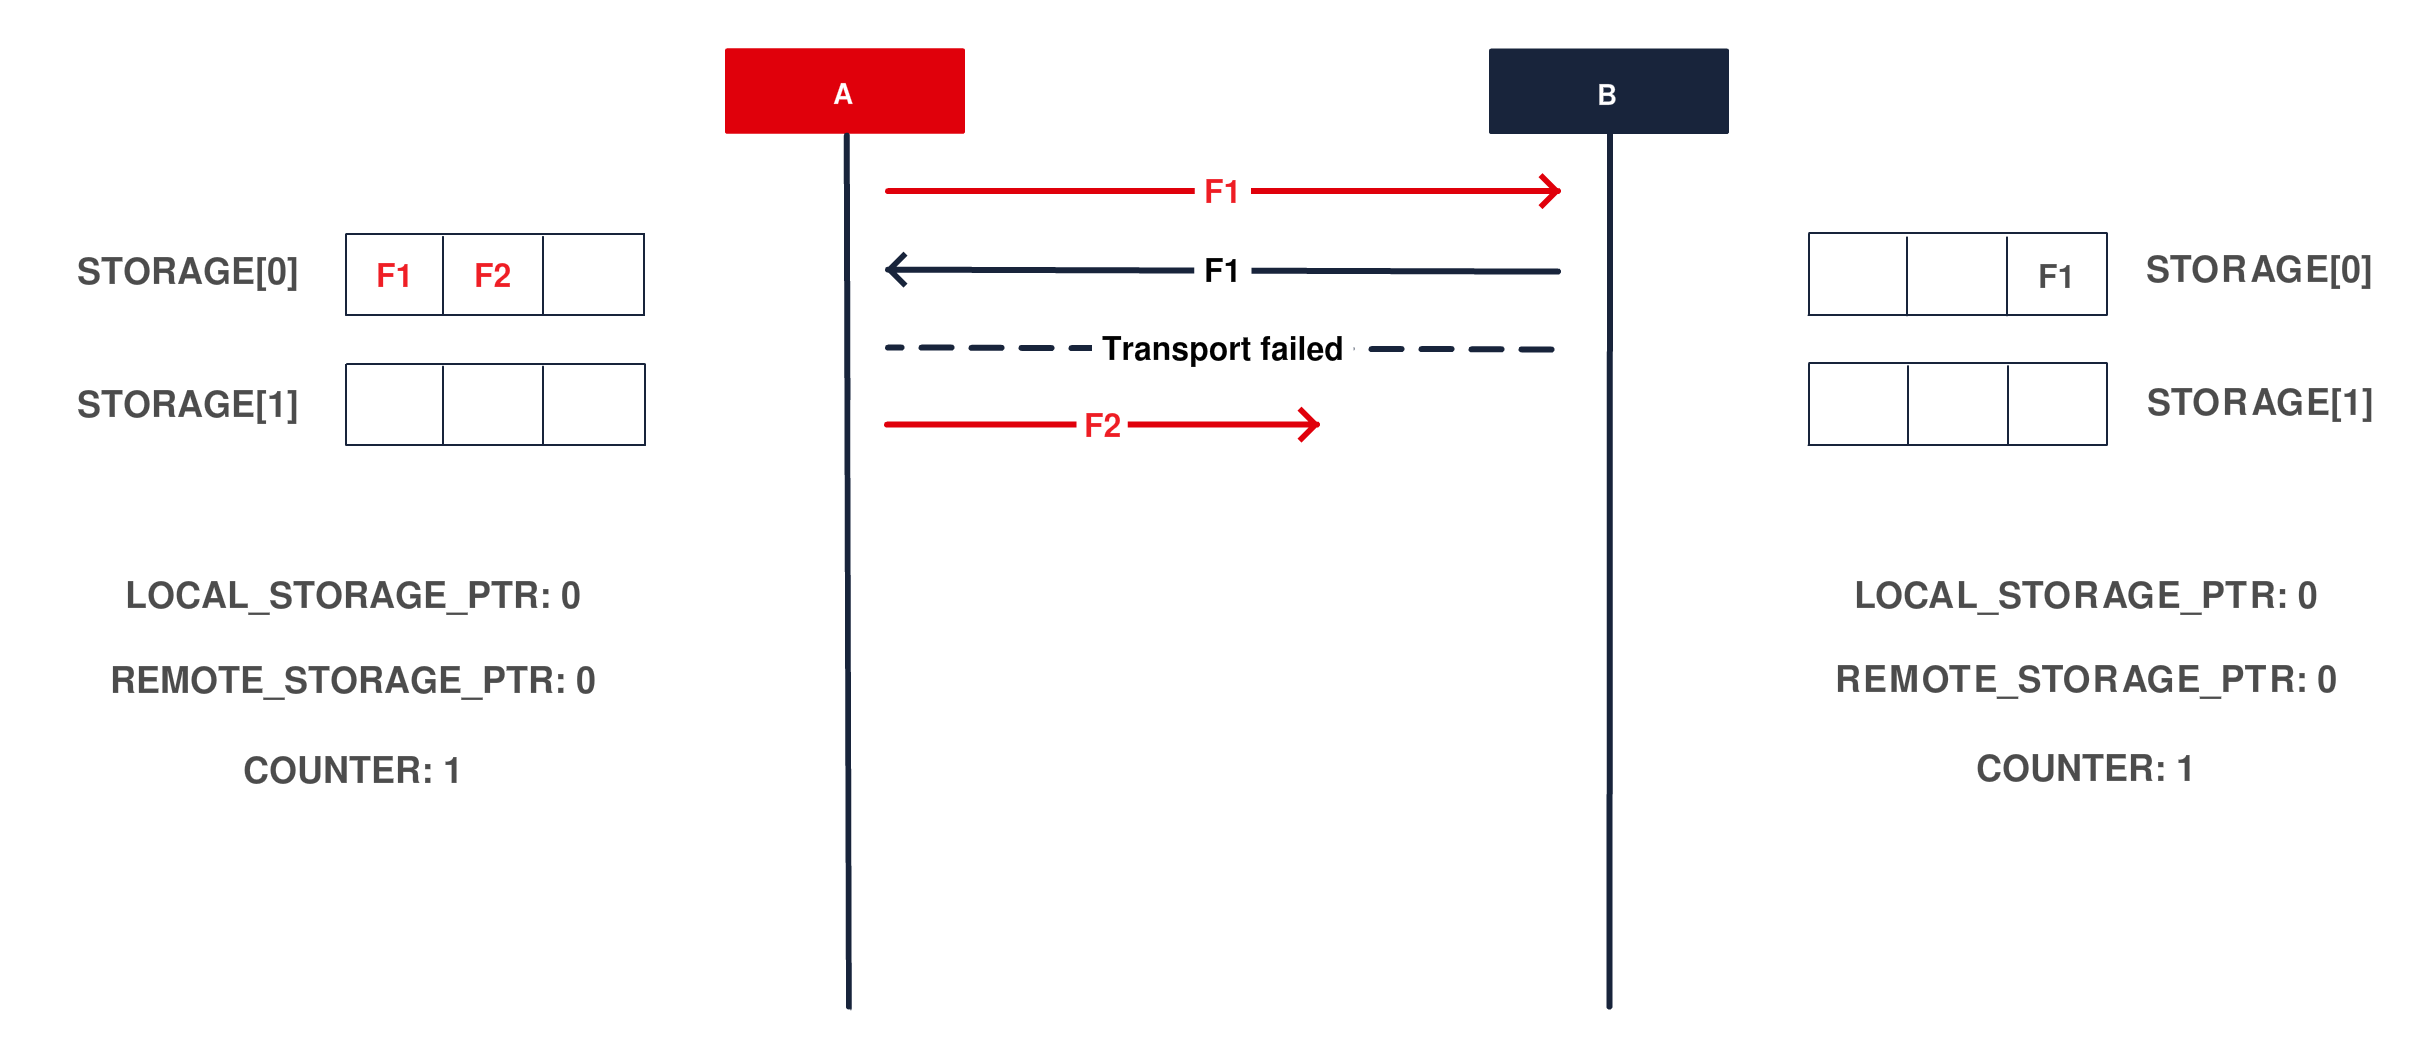 A
B
F1
F1
Transport failed
F2
STORAGE[0]
F1 F2
STORAGE[1]
F1
STORAGE[0]
STORAGE[1]
LOCAL_STORAGE_PTR: 0
REMOTE_STORAGE_PTR: 0
COUNTER: 1
LOCAL_STORAGE_PTR: 0
REMOTE_STORAGE_PTR: 0
COUNTER: 1